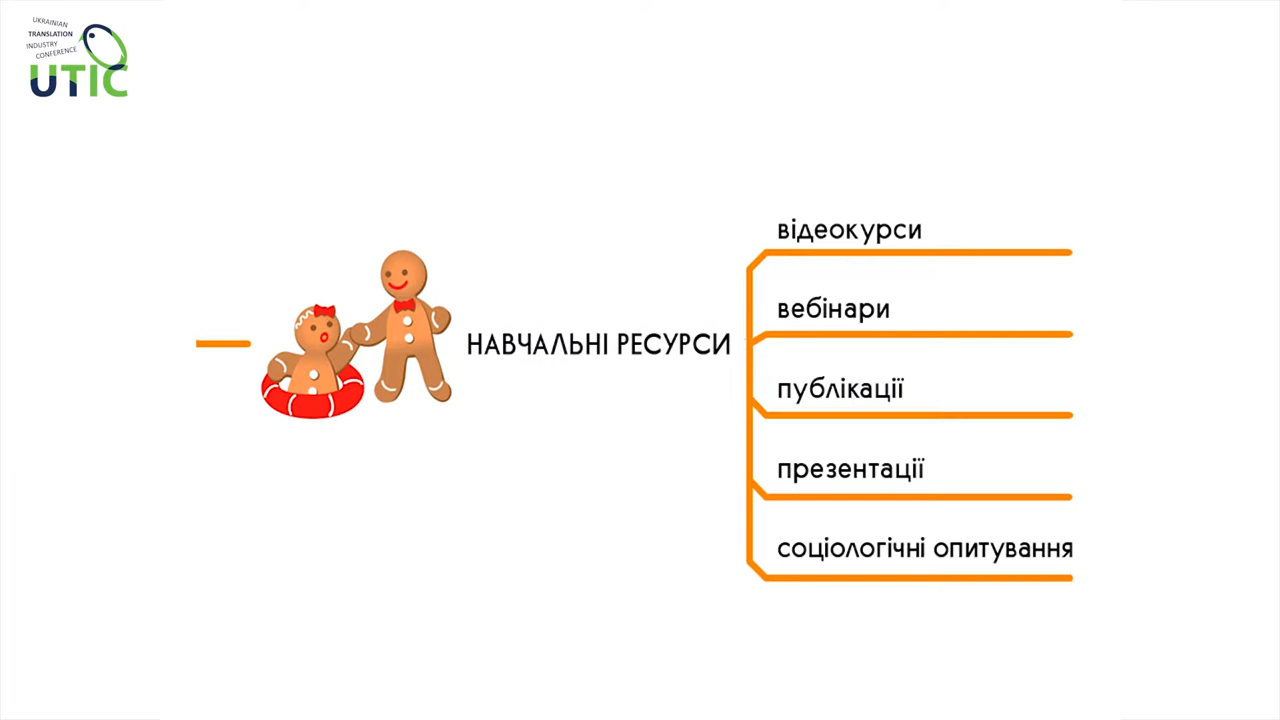 UKRAINIAN
TRANSLATION
INDUSTRY
CONFERENCE
UTIC
НАВЧАЛЬНІ РЕСУРСИ
відеокурси
вебінари
публікації
презентації
соціологічні опитування